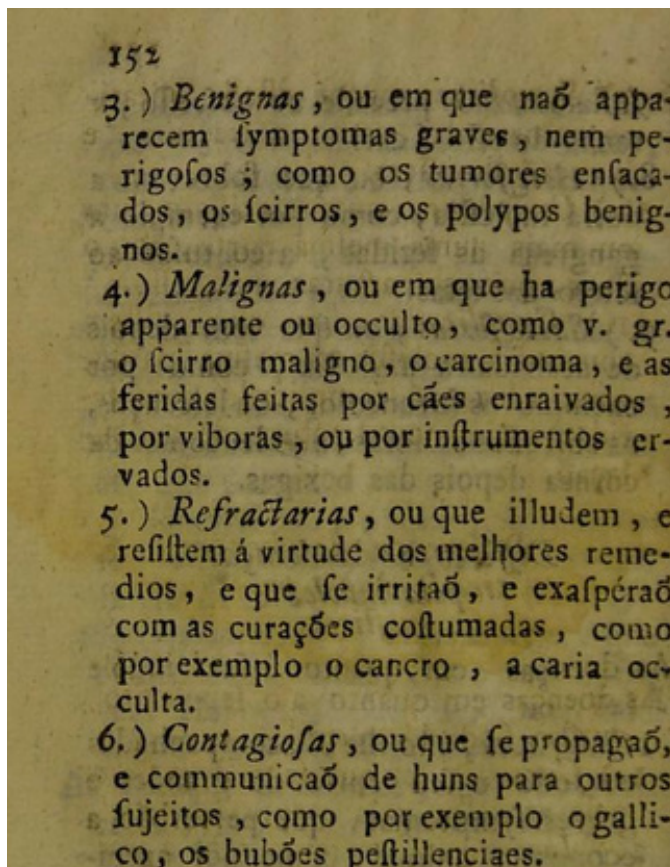 152
3.) Benignas, ou em que naõ appa-
recem ſymptomas graves, nem pe-
rigoſos; como os tumores enſaca-
dos, os ſcirros, e os polypos benig-
nos.
4.) Malignas, ou em que ha perigo
apparente ou occulto, como v. gr.
o ſcirro maligno, o carcinoma, e as
feridas feitas por cães enraivados,
por viboras, ou por inſtrumentos er-
vados.
5.) Refractarias, ou que illudem, e
reſiſtem á virtude dos melhores reme-
dios, e que ſe irritaõ, e exaſpéraõ
com as curações coſtumadas, como
por exemplo o cancro, a caria oc-
culta.
6.) Contagioſas, ou que ſe propagaõ,
e communicaõ de huns para outros
ſujeitos, como por exemplo o galli-
co, os bubões peſtillenciaes.